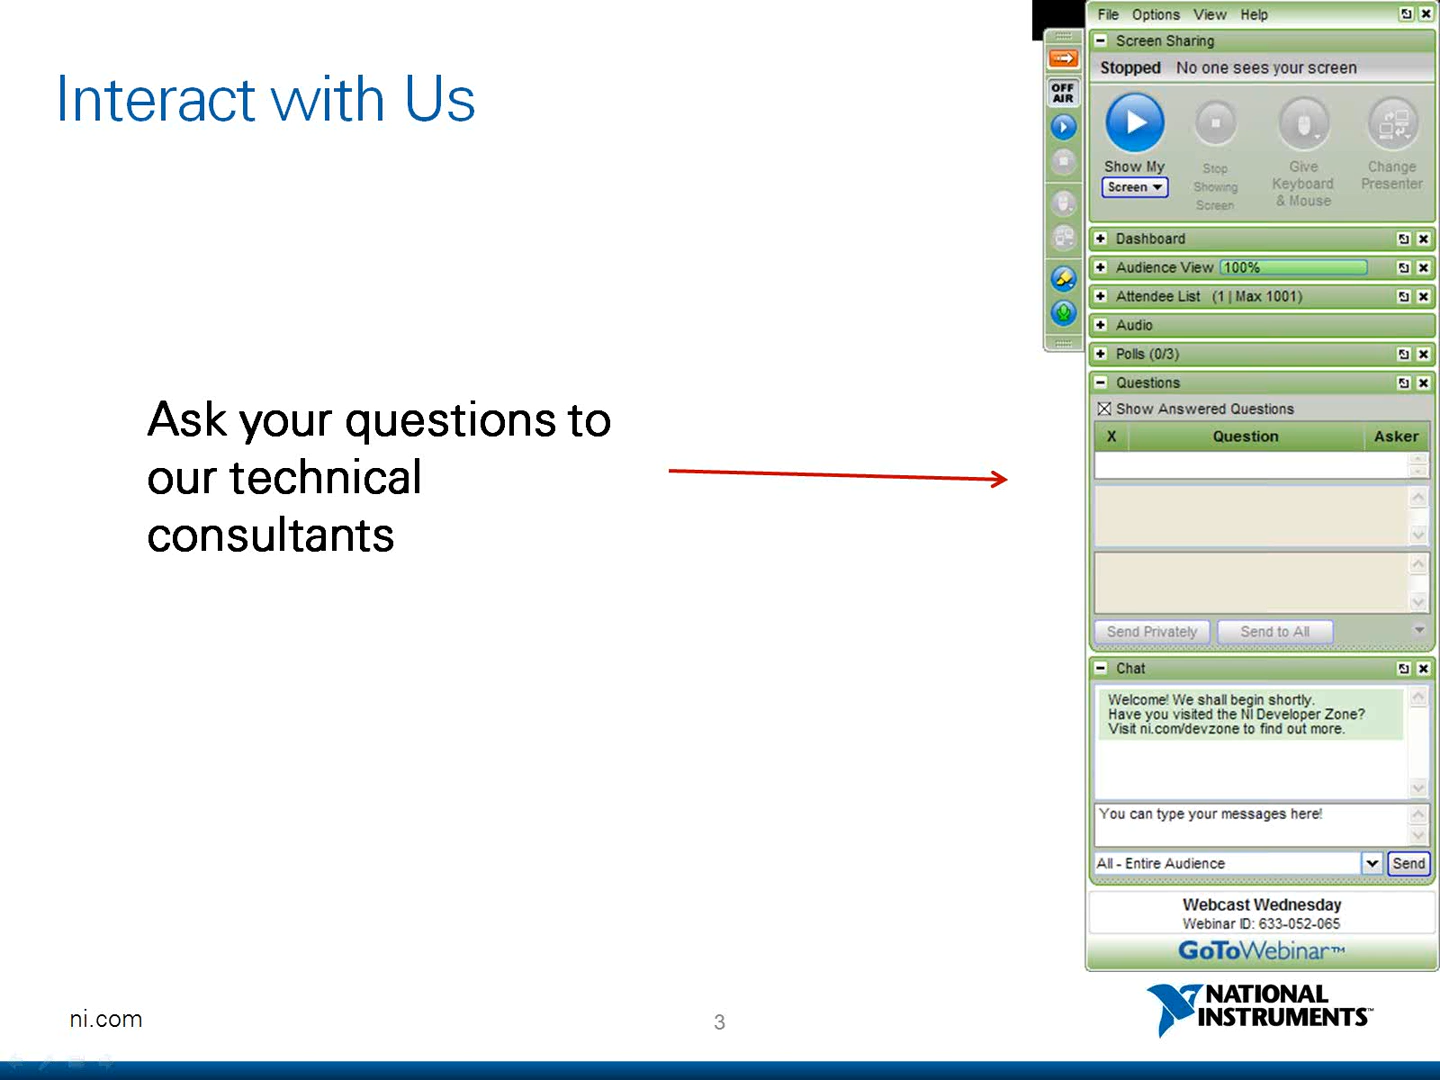 Interact with Us
Ask your questions to
our technical
consultants
File Options View Help
Screen Sharing
Stopped No one sees your screen
OFF
AIR
Show My
Screen
Stop
Showing
Screen
Give
Keyboard
& Mouse
Change
Presenter
Dashboard
Audience View 100%
Attendee List (1 | Max 1001)
Audio
Polls (0/3)
Questions
Show Answered Questions
X Question Asker
Send Privately Send to All
Chat
Welcome! We shall begin shortly.
Have you visited the NI Developer Zone?
Visit ni.com/devzone to find out more.
You can type your messages here!
All - Entire Audience Send
Webcast Wednesday
Webinar ID: 633-052-065
GoToWebinar™
ni.com
3
NATIONAL
INSTRUMENTS™